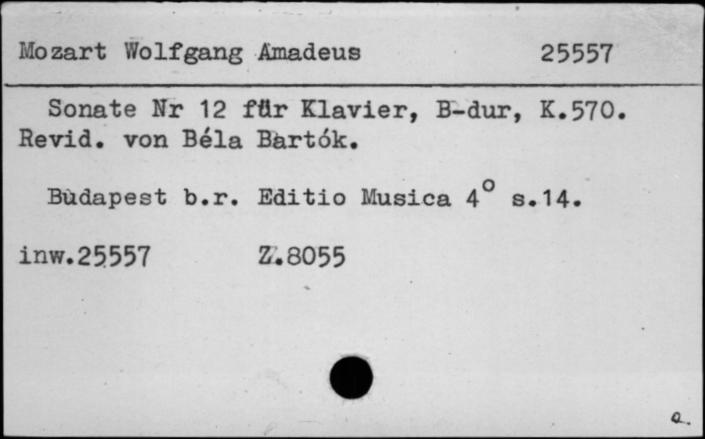 Mozart Wolfgang Amadeus 25557
Sonate Nr 12 für Klavier, B-dur, K.570.
Revid. von Béla Bartók.
Budapest b.r. Editio Musica 4° s.14.
inw.25557 Z.8055
a.